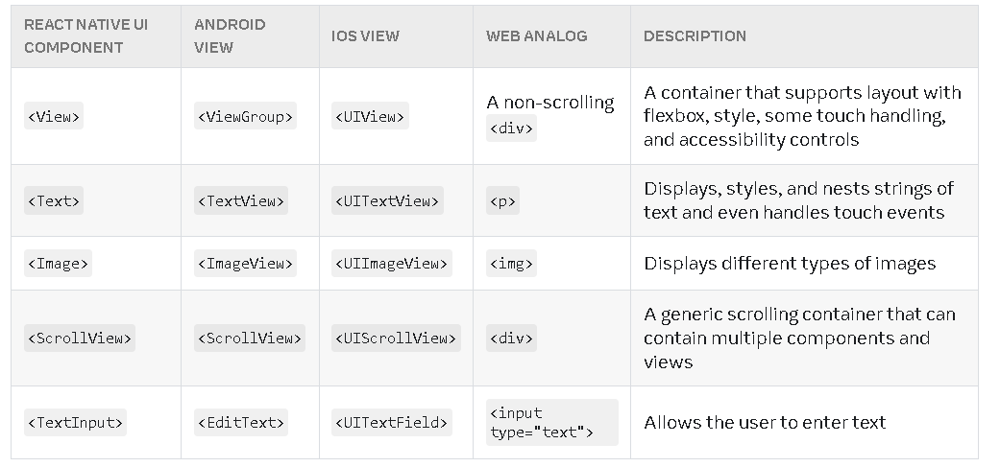 REACT NATIVE UI COMPONENT ANDROID VIEW IOS VIEW WEB ANALOG DESCRIPTION
<View> <ViewGroup> <UIView> A non-scrolling <div> A container that supports layout with flexbox, style, some touch handling, and accessibility controls
<Text> <TextView> <UITextView> <p> Displays, styles, and nests strings of text and even handles touch events
<Image> <ImageView> <UIImageView> <img> Displays different types of images
<ScrollView> <ScrollView> <UIScrollView> <div> A generic scrolling container that can contain multiple components and views
<TextInput> <EditText> <UITextField> <input type="text"> Allows the user to enter text